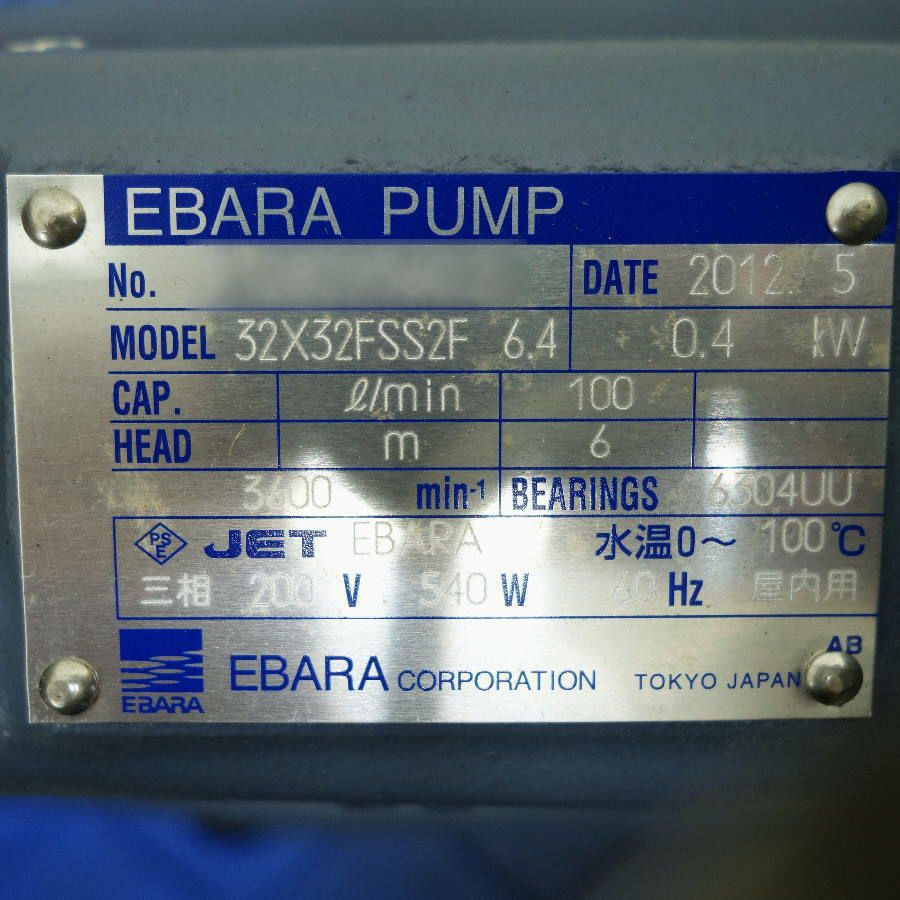 EBARA PUMP
No. DATE 2012. 5
MODEL 32X32FSS2F 6.4 0.4 kW
CAP. ℓ/min 100
HEAD m 6
3600 min-1 BEARINGS 6304UU
PS E JET EBARA 水温0～ 100℃
三相 200 V 540 W 60 Hz 屋内用
AB
EBARA EBARA CORPORATION TOKYO JAPAN